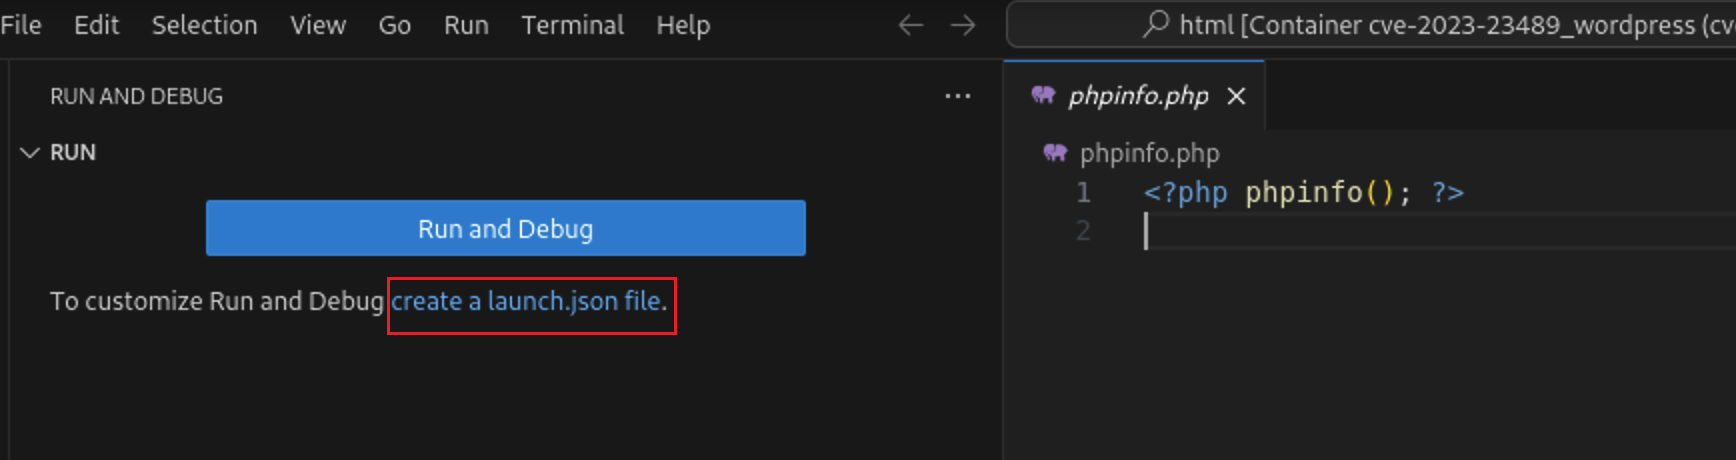 File Edit Selection View Go Run Terminal Help
html [Container cve-2023-23489_wordpress (cv
RUN AND DEBUG
RUN
Run and Debug
To customize Run and Debug create a launch.json file.
phpinfo.php
phpinfo.php
1 <?php phpinfo(); ?>
2